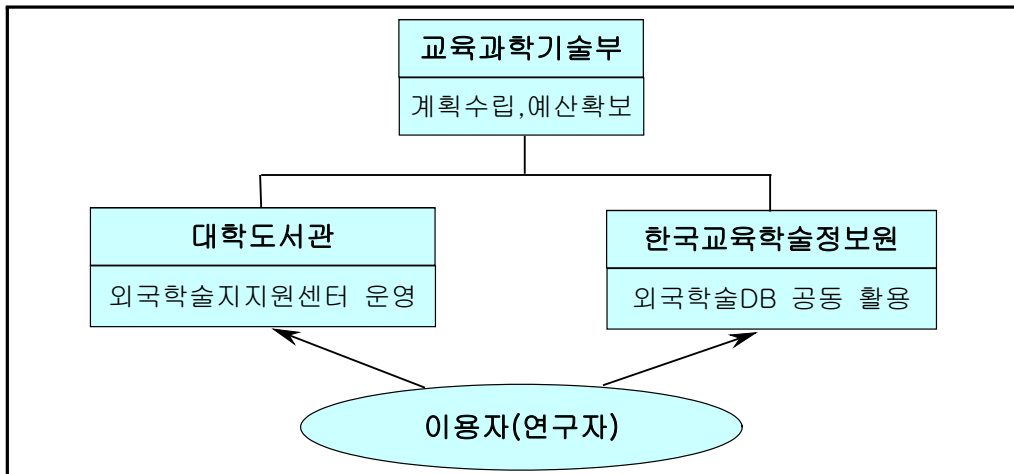 교육과학기술부
계획수립,예산확보
대학도서관
외국학술지지원센터 운영
한국교육학술정보원
외국학술DB 공동 활용
이용자(연구자)